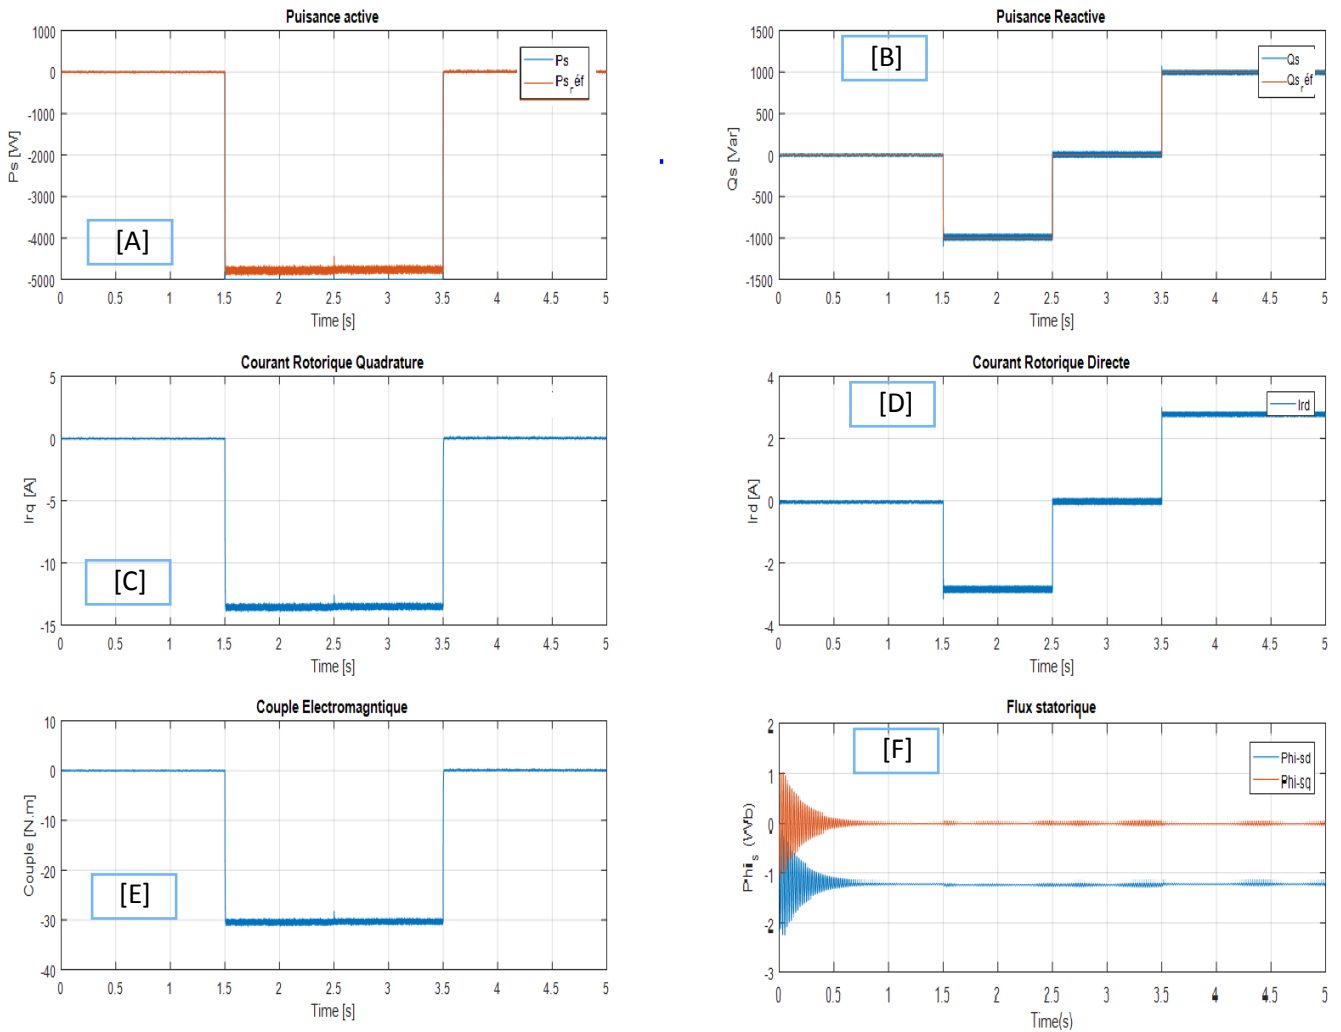 Puisance active
1000
0
-1000
-2000
-3000
-4000
-5000
Ps [W]
Ps
Ps_réf
[A]
0 0.5 1 1.5 2 2.5 3 3.5 4 4.5 5
Time [s]
Puisance Reactive
1500
1000
500
0
-500
-1000
-1500
Qs [Var]
[B]
Qs
Qs_réf
0 0.5 1 1.5 2 2.5 3 3.5 4 4.5 5
Time [s]
Courant Rotorique Quadrature
5
0
-5
-10
-15
Irq [A]
[C]
0 0.5 1 1.5 2 2.5 3 3.5 4 4.5 5
Time [s]
Courant Rotorique Directe
4
2
0
-2
-4
Ird [A]
[D]
Ird
0 0.5 1 1.5 2 2.5 3 3.5 4 4.5 5
Time [s]
Couple Electromagntique
10
0
-10
-20
-30
-40
Couple [N.m]
[E]
0 0.5 1 1.5 2 2.5 3 3.5 4 4.5 5
Time [s]
Flux statorique
2
1
0
-1
-2
-3
Phi_s (Wb)
[F]
Phi-sd
Phi-sq
0 0.5 1 1.5 2 2.5 3 3.5 4 4.5 5
Time(s)